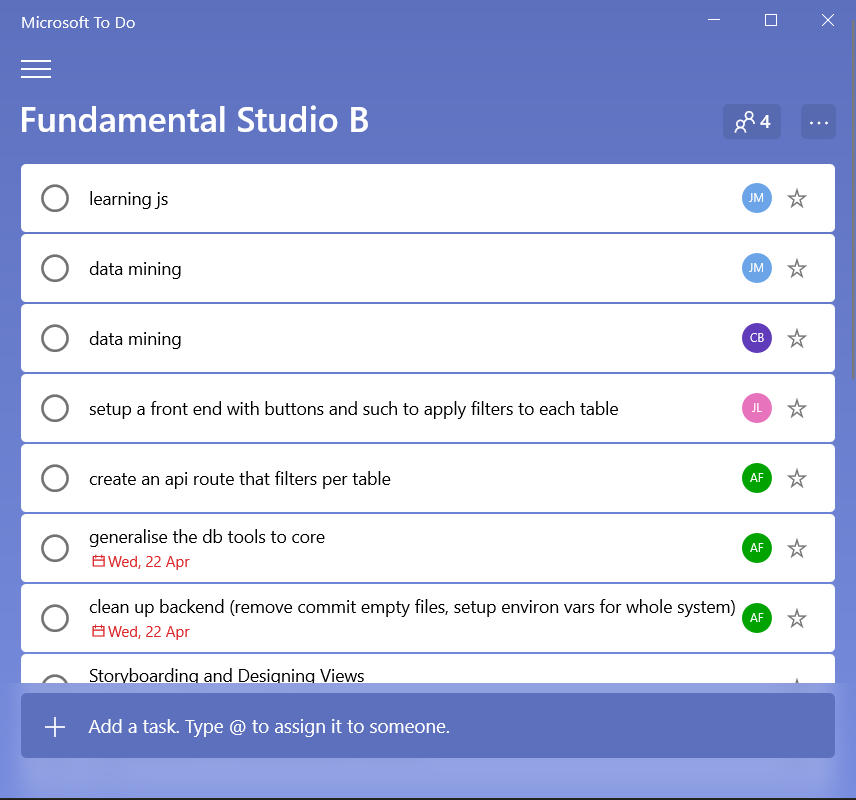 Microsoft To Do
Fundamental Studio B
4
learning js
JM
data mining
JM
data mining
CB
setup a front end with buttons and such to apply filters to each table
JL
create an api route that filters per table
AF
generalise the db tools to core
Wed, 22 Apr
AF
clean up backend (remove commit empty files, setup environ vars for whole system)
Wed, 22 Apr
AF
Storyboarding and Designing Views
Add a task. Type @ to assign it to someone.